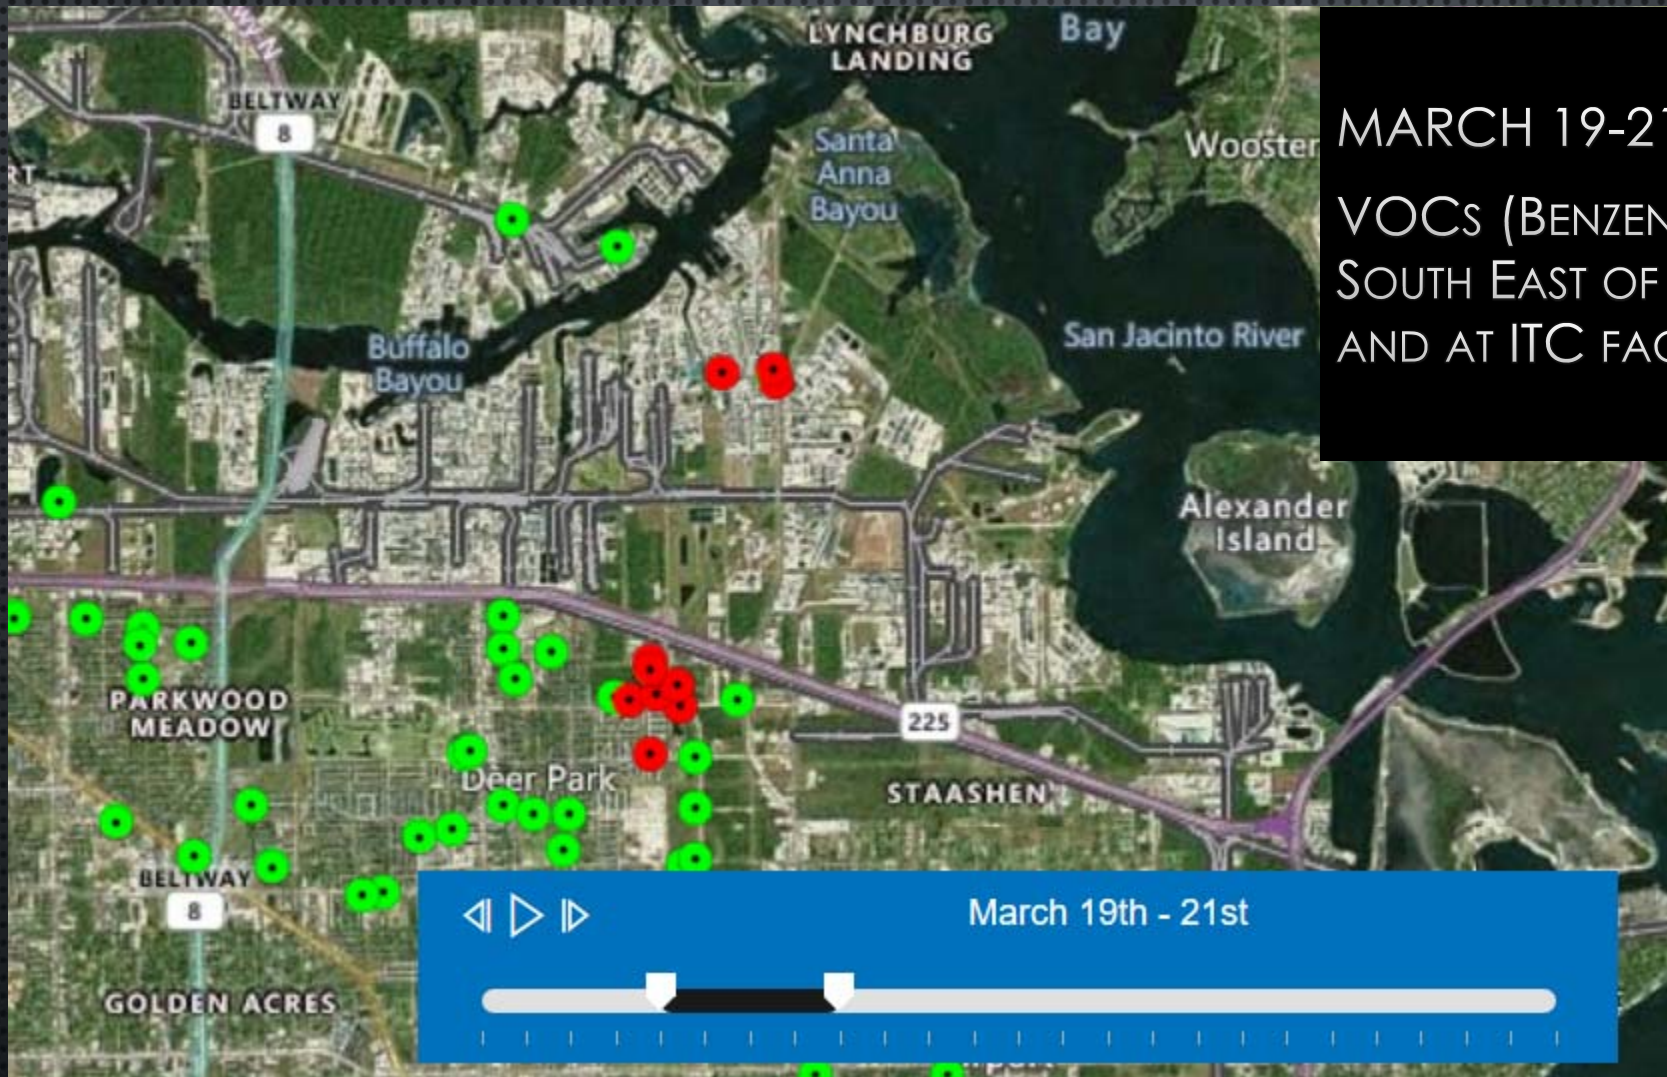 LYNCHBURG
LANDING
Bay
BELTWAY
8
Santa
Anna
Bayou
Wooster
MARCH 19-21
VOCS (BENZEN
SOUTH EAST OF
AND AT ITC FAC
Buffalo
Bayou
San Jacinto River
Alexander
Island
PARKWOOD
MEADOW
225
Deer Park
STAASHEN
BELTWAY
8
March 19th - 21st
GOLDEN ACRES